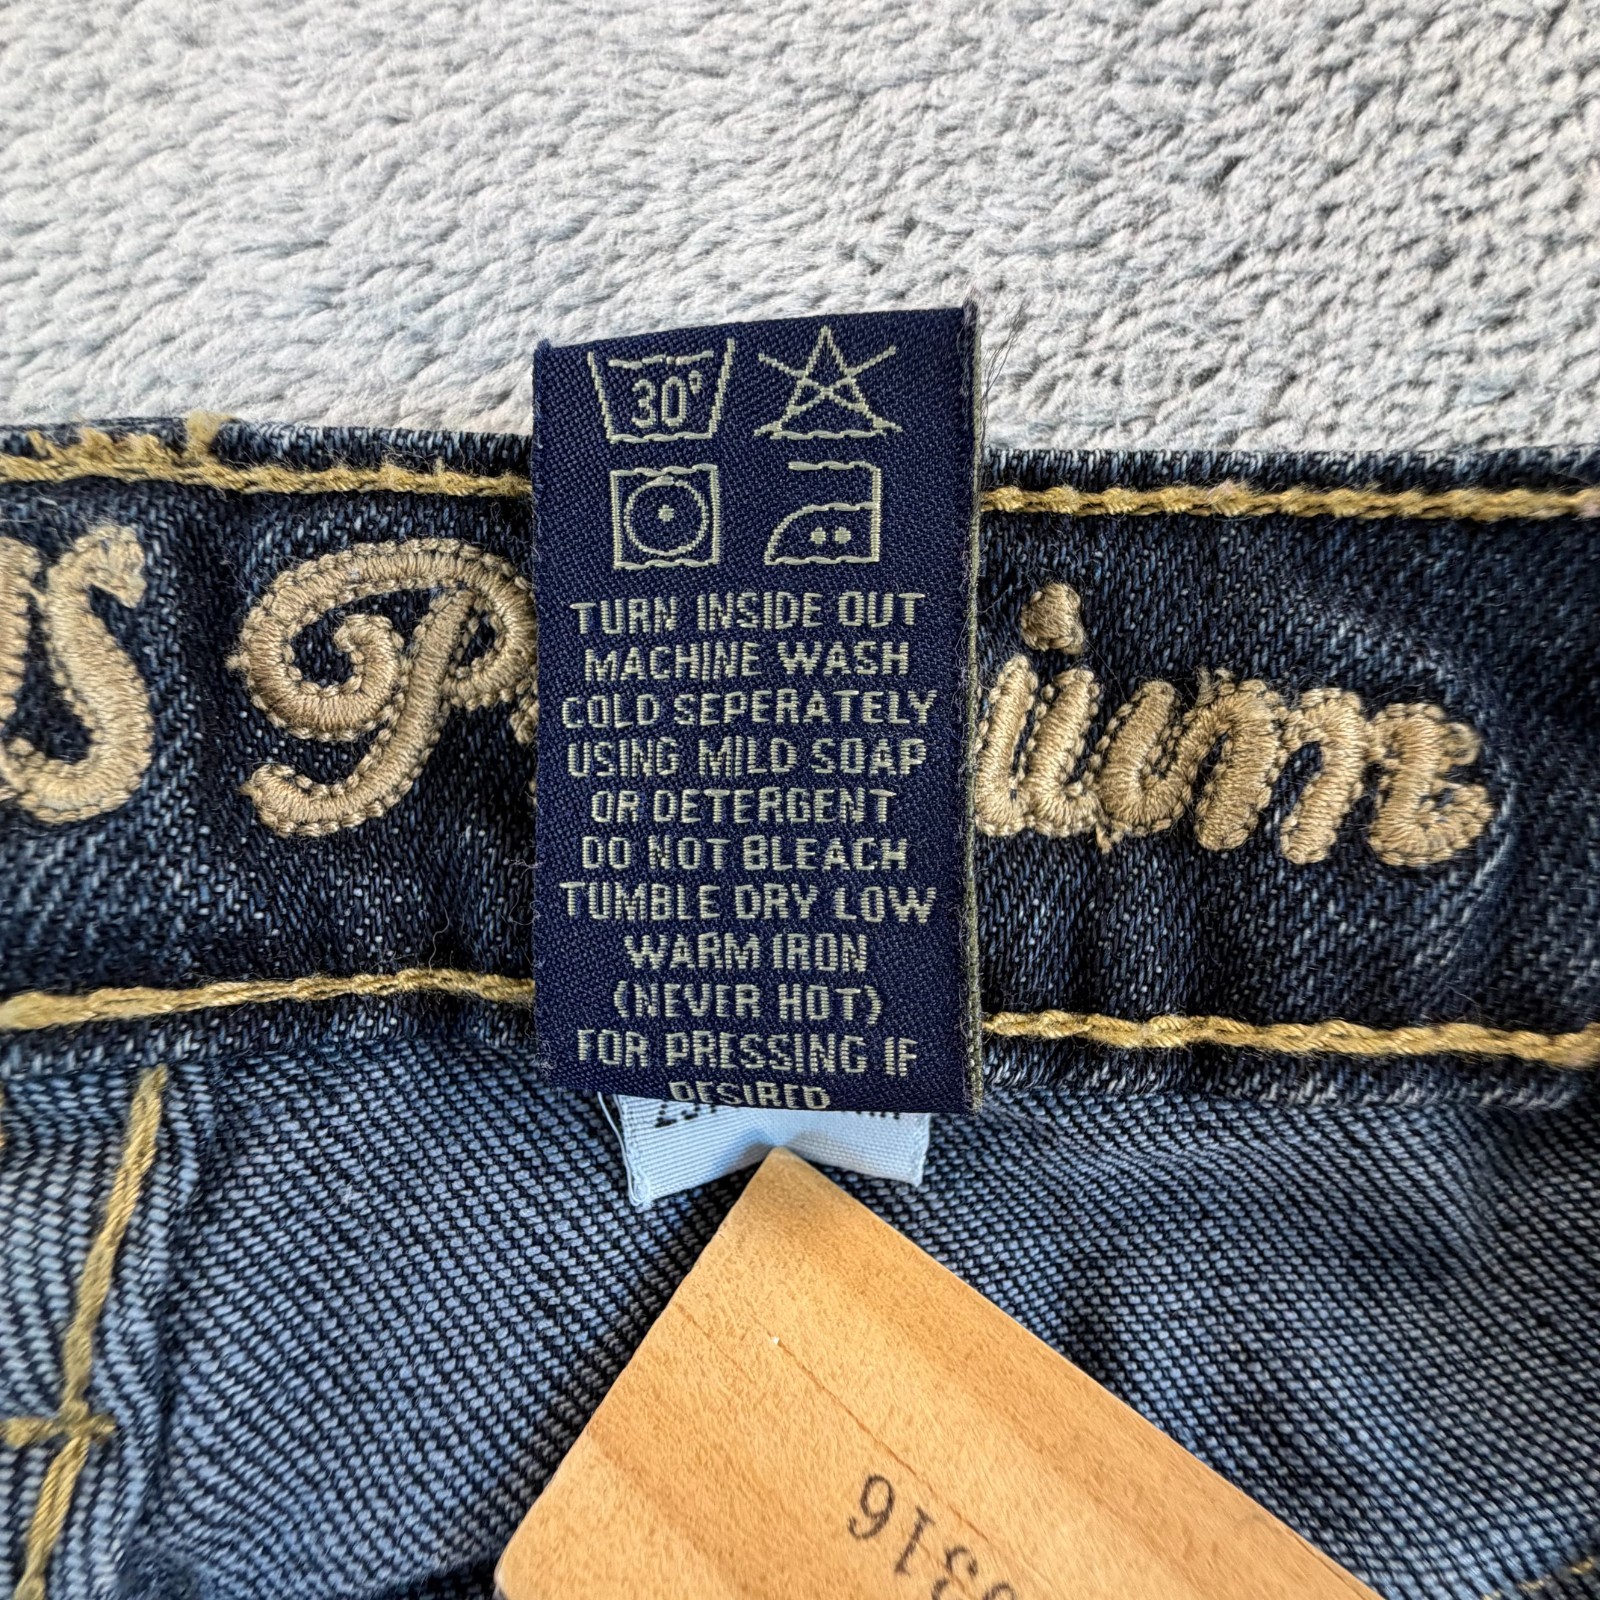 30°
TURN INSIDE OUT
MACHINE WASH
COLD SEPERATELY
USING MILD SOAP
OR DETERGENT
DO NOT BLEACH
TUMBLE DRY LOW
WARM IRON
(NEVER HOT)
FOR PRESSING IF
DESIRED